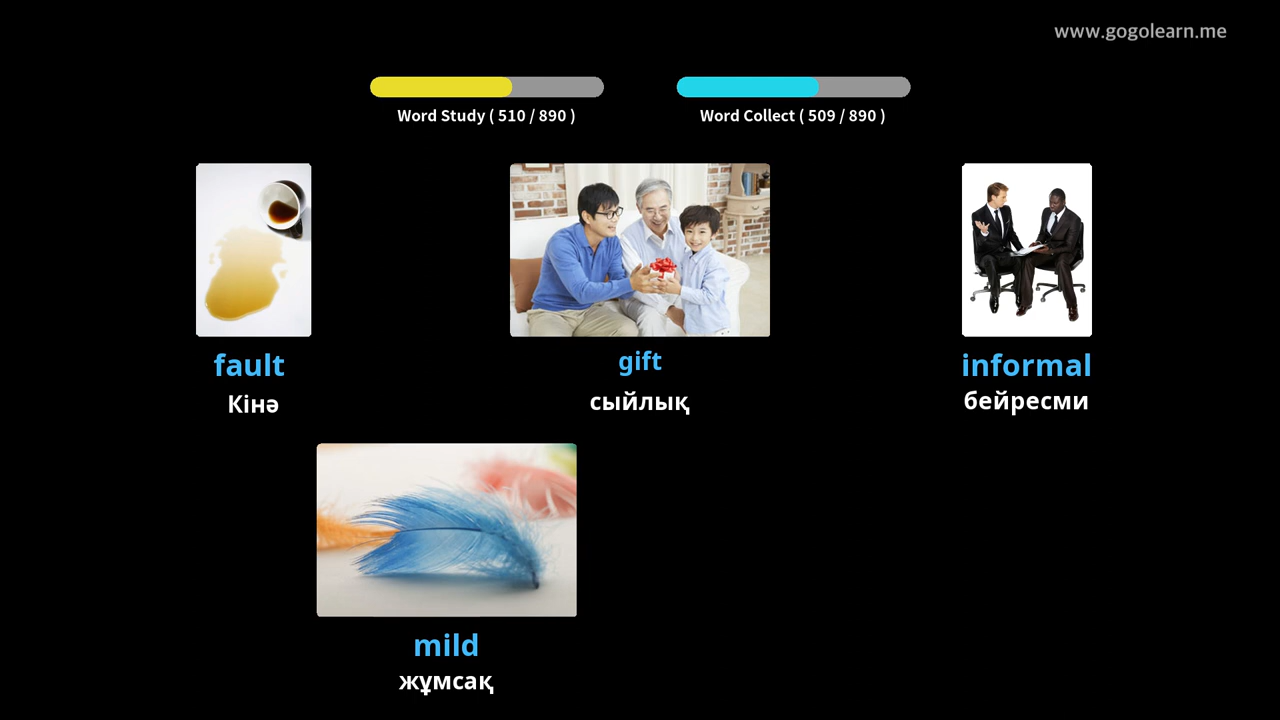 www.gogolearn.me
Word Study ( 510 / 890 )
Word Collect ( 509 / 890 )
fault
Кінә
gift
сыйлық
informal
бейресми
mild
жұмсақ